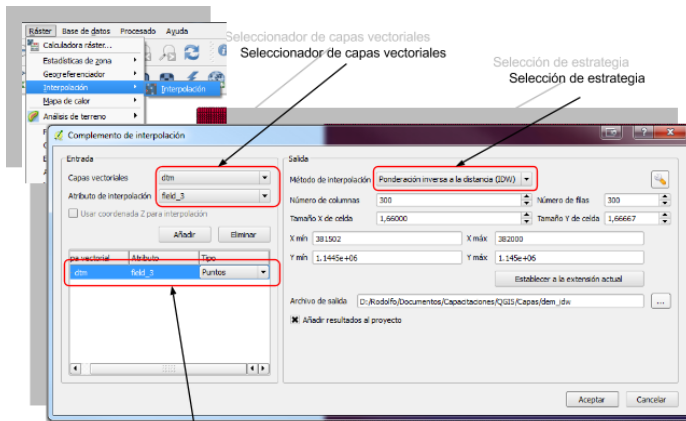 Ráster Base de datos Procesado Ayuda
Calculadora ráster...
Estadísticas de zona
Georreferenciador
Interpolación
Interpolación
Mapa de calor
Análisis de terreno
Seleccionador de capas vectoriales
Seleccionador de capas vectoriales
Selección de estrategia
Selección de estrategia
Complemento de interpolación
Entrada
Capas vectoriales dtm
Atributo de interpolación field_3
Usar coordenada Z para interpolación
Añadir Eliminar
pa vectorial Atributo Tipo
dtm field_3 Puntos
Salida
Método de interpolación Ponderación inversa a la distancia (IDW)
Número de columnas 300 Número de filas 300
Tamaño X de celda 1,66000 Tamaño Y de celda 1,66667
X mín 381502 X máx 382000
Y mín 1.1445e+06 Y máx 1.145e+06
Establecer a la extensión actual
Archivo de salida D:/Rodolfo/Documentos/Capacitaciones/QGIS/Capas/dem_idw ...
Añadir resultados al proyecto
Aceptar Cancelar